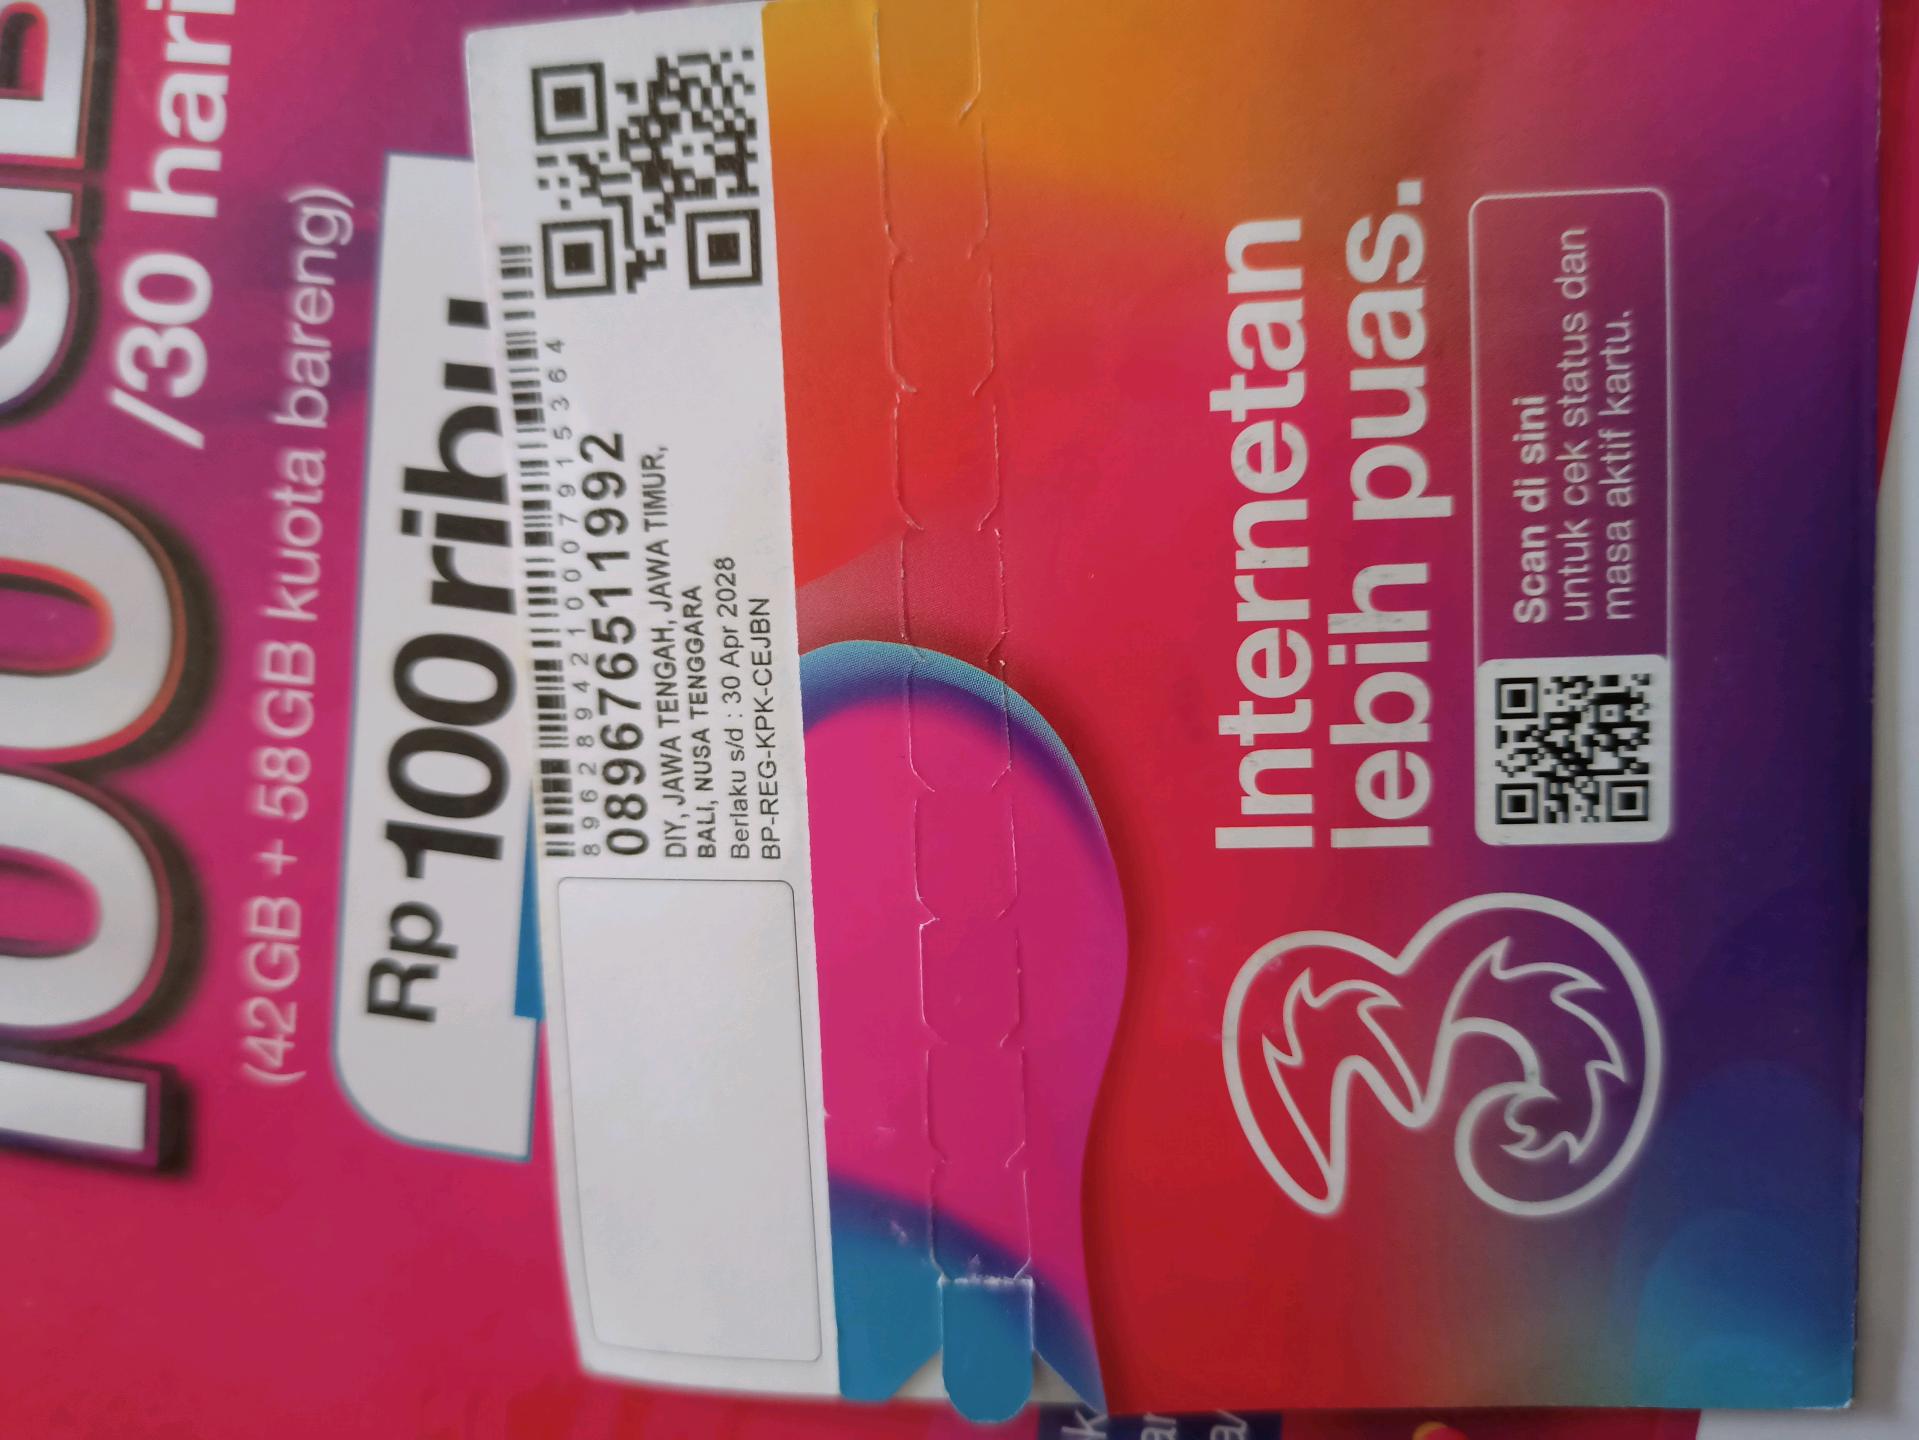 100GB
/30 hari
(42GB + 58GB kuota bareng)
Rp 100 ribu
8962894210007915364
089676511992
DIY, JAWA TENGAH, JAWA TIMUR,
BALI, NUSA TENGGARA
Berlaku s/d : 30 Apr 2028
BP-REG-KPK-CEJBN
Internetan
lebih puas.
Scan di sini
untuk cek status dan
masa aktif kartu.